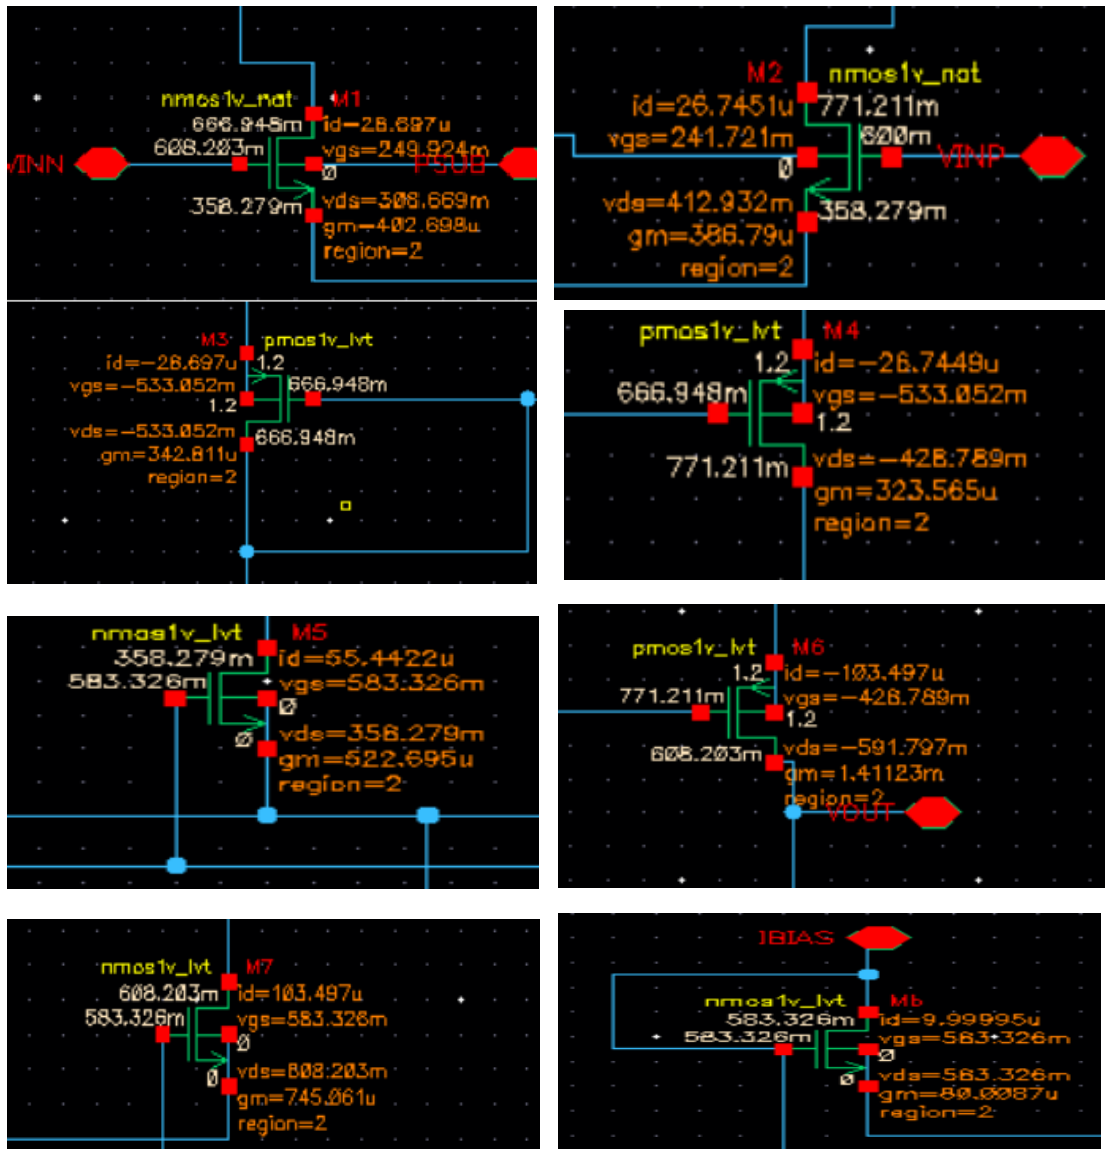 nmos1v_nat M1
666.948m id=28.697u
608.203m
vgs=249.924m
VINN PSUB
0
358.279m vds=308.669m
gm=402.698u
region=2
M2 nmos1v_nat
id=26.7451u 771.211m
vgs=241.721m 600m
0 VINP
vds=412.932m 358.279m
gm=386.79u
region=2
M3 pmos1v_lvt
id=-28.697u 1.2
vgs=-533.052m 666.948m
1.2
vds=-533.052m 666.948m
gm=342.811u
region=2
pmos1v_lvt M4
1.2 id=-26.7449u
666.948m vgs=-533.052m
1.2
771.211m vds=-428.789m
gm=323.565u
region=2
nmos1v_lvt M5
358.279m id=55.4422u
583.326m vgs=583.326m
0
0 vds=358.279m
gm=522.695u
region=2
pmos1v_lvt M6
1.2 id=-103.497u
771.211m vgs=-428.789m
1.2
608.203m vds=-591.797m
gm=1.41123m
region=2
VOUT
nmos1v_lvt M7
608.203m id=103.497u
583.326m vgs=583.326m
0
0 vds=608.203m
gm=745.061u
region=2
IBIAS
nmos1v_lvt Mb
583.326m id=9.99995u
583.326m vgs=583.326m
0
0 vds=583.326m
gm=80.0087u
region=2